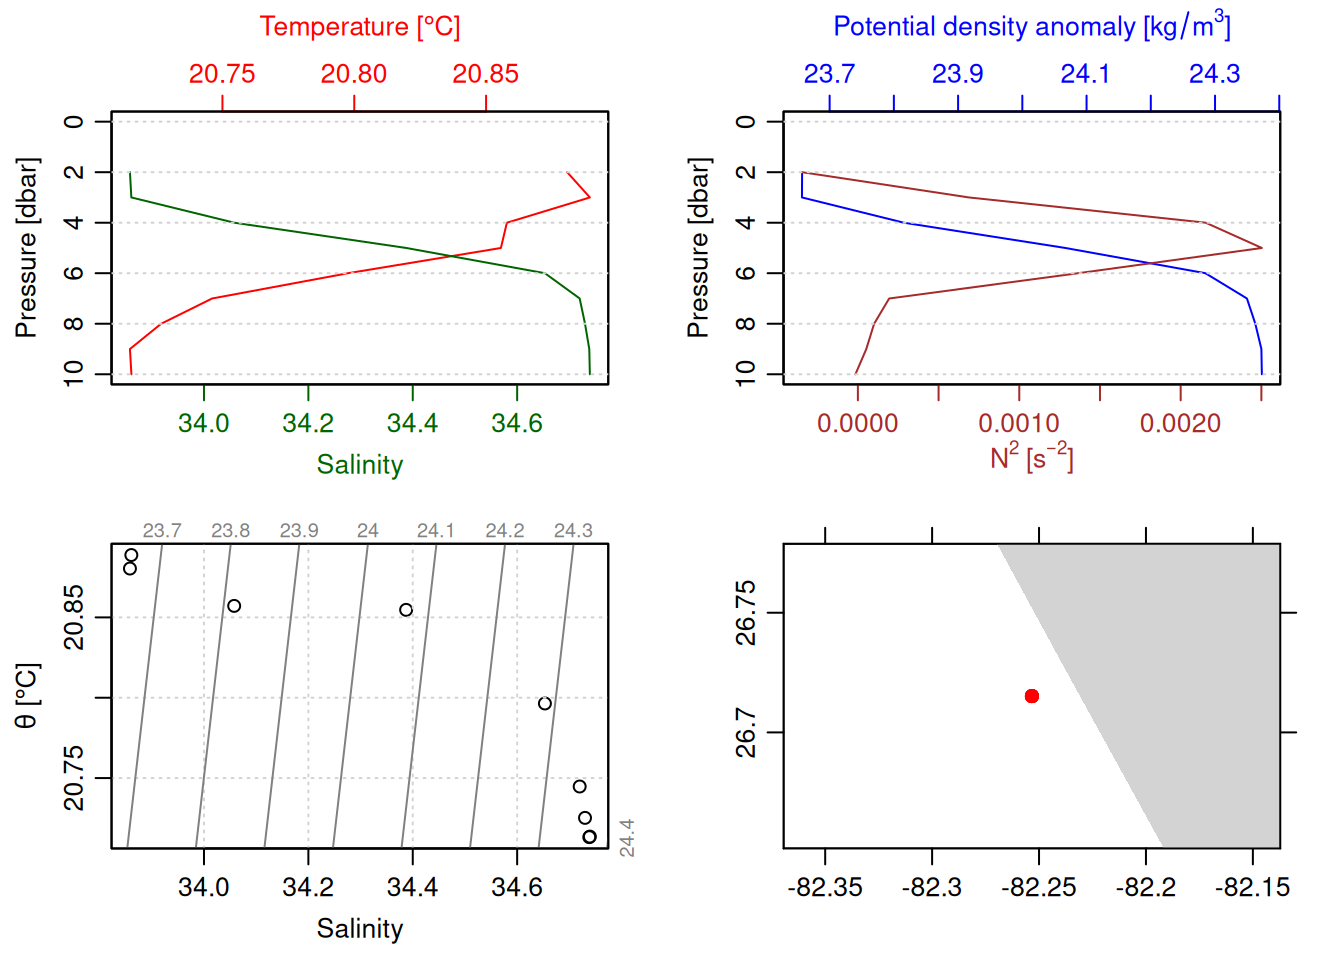 Temperature [°C]
20.75 20.80 20.85
0
2
4
6
8
10
Pressure [dbar]
34.0 34.2 34.4 34.6
Salinity
Potential density anomaly [kg/m³]
23.7 23.9 24.1 24.3
0
2
4
6
8
10
Pressure [dbar]
0.0000 0.0010 0.0020
N² [s⁻²]
23.7 23.8 23.9 24 24.1 24.2 24.3
24.4
20.85
20.75
θ [°C]
34.0 34.2 34.4 34.6
Salinity
26.75
26.7
-82.35 -82.3 -82.25 -82.2 -82.15